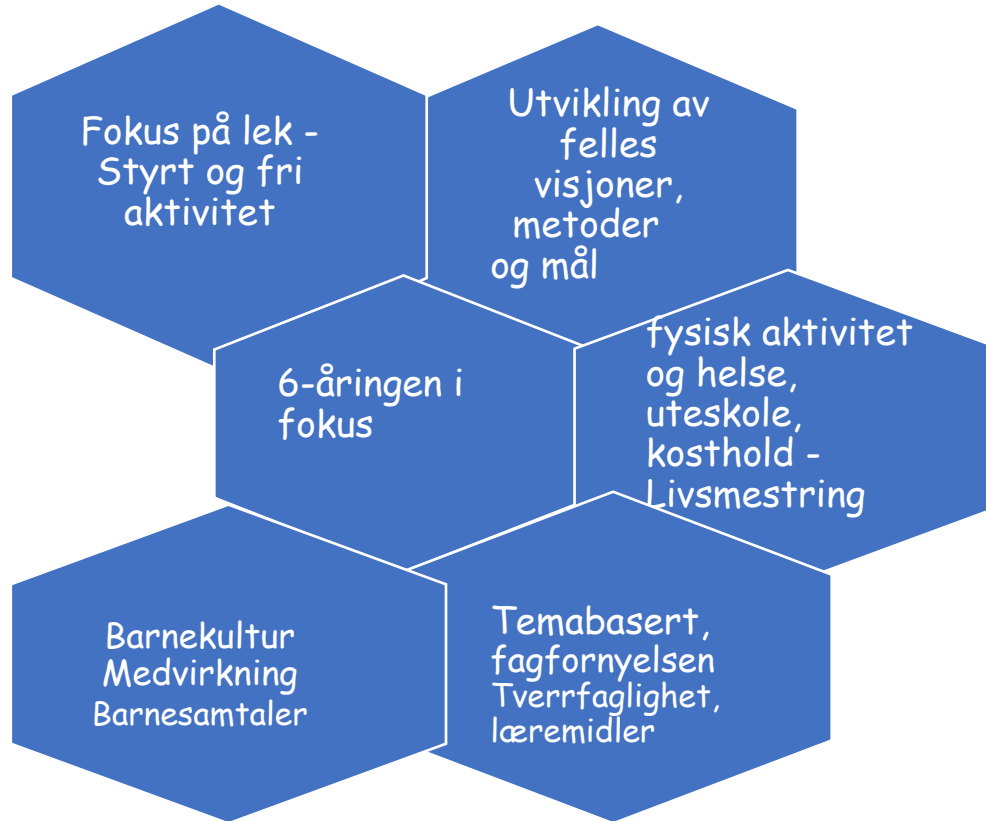 Fokus på lek -
Styrt og fri
aktivitet
Utvikling av
felles
visjoner,
metoder
og mål
6-åringen i
fokus
fysisk aktivitet
og helse,
uteskole,
kosthold -
Livsmestring
Barnekultur
Medvirkning
Barnesamtaler
Temabasert,
fagfornyelsen
Tverrfaglighet,
læremidler